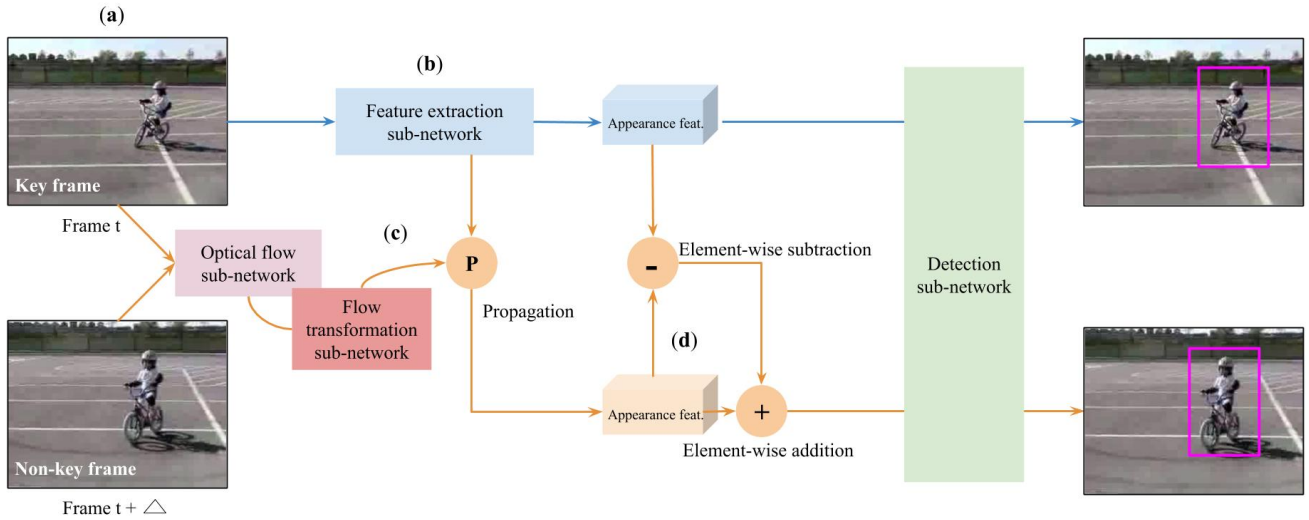 (a)
(b)
Feature extraction
sub-network
Appearance feat.
Key frame
Frame t
(c)
Optical flow
sub-network
P
-
Element-wise subtraction
Detection
sub-network
Flow
transformation
sub-network
Propagation
(d)
Appearance feat.
+
Element-wise addition
Non-key frame
Frame t + △